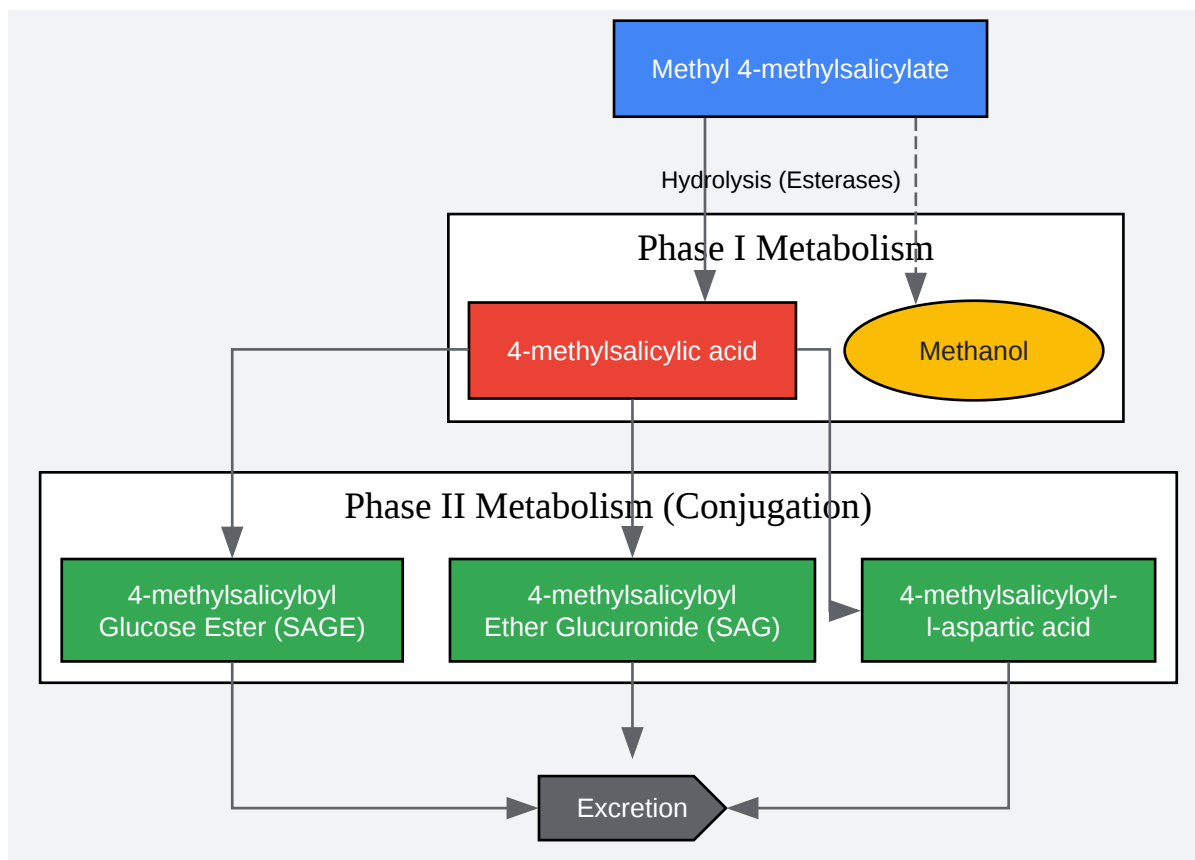 Methyl 4-methylsalicylate
Hydrolysis (Esterases)
Phase I Metabolism
4-methylsalicylic acid
Methanol
Phase II Metabolism (Conjugation)
4-methylsalicyloyl
Glucose Ester (SAGE)
4-methylsalicyloyl
Ether Glucuronide (SAG)
4-methylsalicyloyl-
l-aspartic acid
Excretion